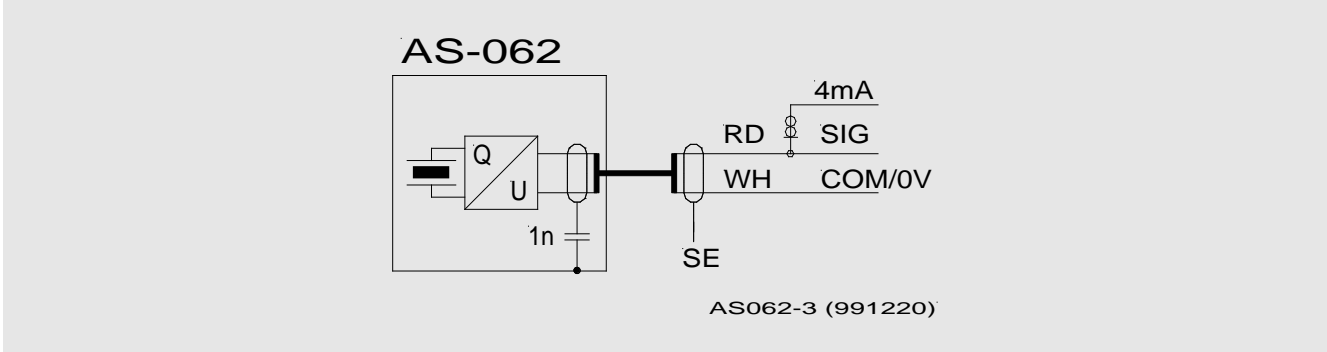 AS-062
4mA
RD SIG
Q
U
WH COM/0V
1n
SE
AS062-3 (991220)